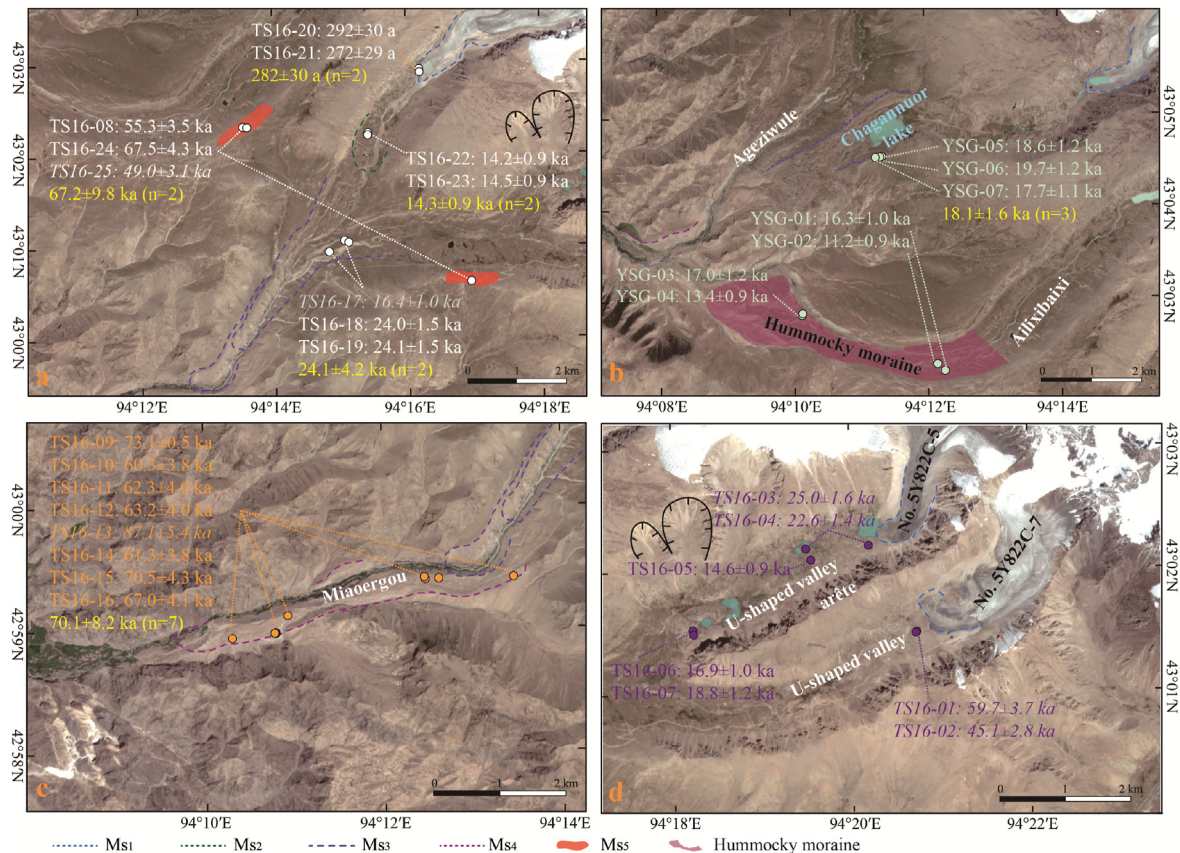 TS16-20: 292±30 a
TS16-21: 272±29 a
282±30 a (n=2)
TS16-08: 55.3±3.5 ka
TS16-24: 67.5±4.3 ka
TS16-25: 49.0±3.1 ka
67.2±9.8 ka (n=2)
TS16-22: 14.2±0.9 ka
TS16-23: 14.5±0.9 ka
14.3±0.9 ka (n=2)
TS16-17: 16.4±1.0 ka
TS16-18: 24.0±1.5 ka
TS16-19: 24.1±1.5 ka
24.1±4.2 ka (n=2)
a
0 1 2 km
43°03′N
43°02′N
43°01′N
43°00′N
94°12′E 94°14′E 94°16′E 94°18′E
Ageziwule
Chagannuor
lake
YSG-05: 18.6±1.2 ka
YSG-06: 19.7±1.2 ka
YSG-07: 17.7±1.1 ka
18.1±1.6 ka (n=3)
YSG-01: 16.3±1.0 ka
YSG-02: 11.2±0.9 ka
YSG-03: 17.0±1.2 ka
YSG-04: 13.4±0.9 ka
Hummocky moraine
Ailixibaixi
b
0 1 2 km
43°05′N
43°04′N
43°03′N
94°08′E 94°10′E 94°12′E 94°14′E
TS16-09: 73.1±0.5 ka
TS16-10: 60.3±3.8 ka
TS16-11: 62.3±4.0 ka
TS16-12: 63.2±4.0 ka
TS16-13: 87.1±5.4 ka
TS16-14: 61.3±3.8 ka
TS16-15: 70.5±4.3 ka
TS16-16: 67.0±4.1 ka
70.1±8.2 ka (n=7)
Miaoergou
c
0 1 2 km
43°00′N
42°59′N
42°58′N
94°10′E 94°12′E 94°14′E
No. 5Y822C-5
TS16-03: 25.0±1.6 ka
TS16-04: 22.6±1.4 ka
No. 5Y822C-7
TS16-05: 14.6±0.9 ka
U-shaped valley
arête
U-shaped valley
TS16-06: 16.9±1.0 ka
TS16-07: 18.8±1.2 ka
TS16-01: 59.7±3.7 ka
TS16-02: 45.1±2.8 ka
d
0 1 2 km
43°03′N
43°02′N
43°01′N
94°18′E 94°20′E 94°22′E
Ms1 Ms2 Ms3 Ms4 Ms5 Hummocky moraine